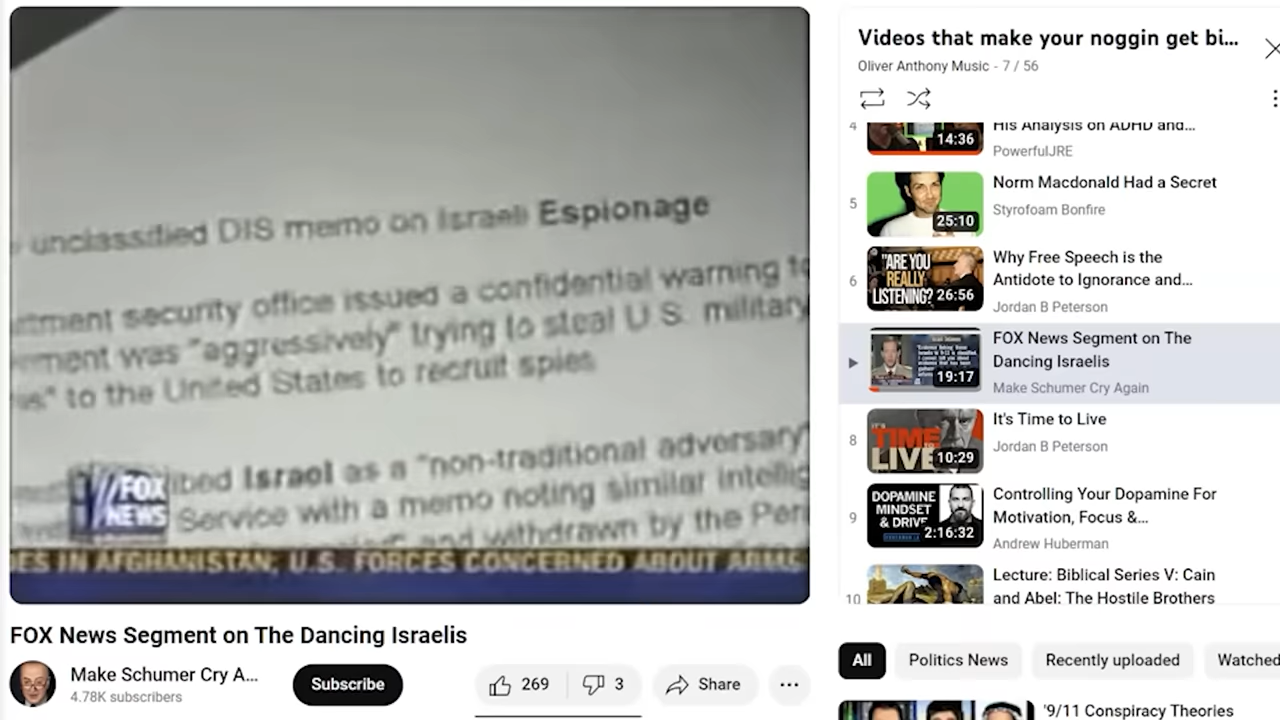 unclassified DIS memo on Israeli Espionage
security office issued a confidential warning
was "aggressively" trying to steal U S military
to the United States to recruit spies
Israel as a "non-traditional adversary"
Service with a memo noting similar
and withdrawn by the
FOX
NEWS
IN AFGHANISTAN; U.S. FORCES CONCERNED ABOUT ARMS
FOX News Segment on The Dancing Israelis
Make Schumer Cry A...
4.78K subscribers
Subscribe
269
3
Share
Videos that make your noggin get bi...
Oliver Anthony Music - 7 / 56
4
14:36
His Analysis on ADHD and...
PowerfulJRE
5
25:10
Norm Macdonald Had a Secret
Styrofoam Bonfire
6
"ARE YOU
REALLY
LISTENING?"
26:56
Why Free Speech is the
Antidote to Ignorance and...
Jordan B Peterson
19:17
FOX News Segment on The
Dancing Israelis
Make Schumer Cry Again
8
IT'S
TIME TO
LIVE
10:29
It's Time to Live
Jordan B Peterson
9
DOPAMINE
MINDSET
& DRIVE
2:16:32
Controlling Your Dopamine For
Motivation, Focus &...
Andrew Huberman
10
Lecture: Biblical Series V: Cain
and Abel: The Hostile Brothers
All
Politics News
Recently uploaded
Watched
'9/11 Conspiracy Theories